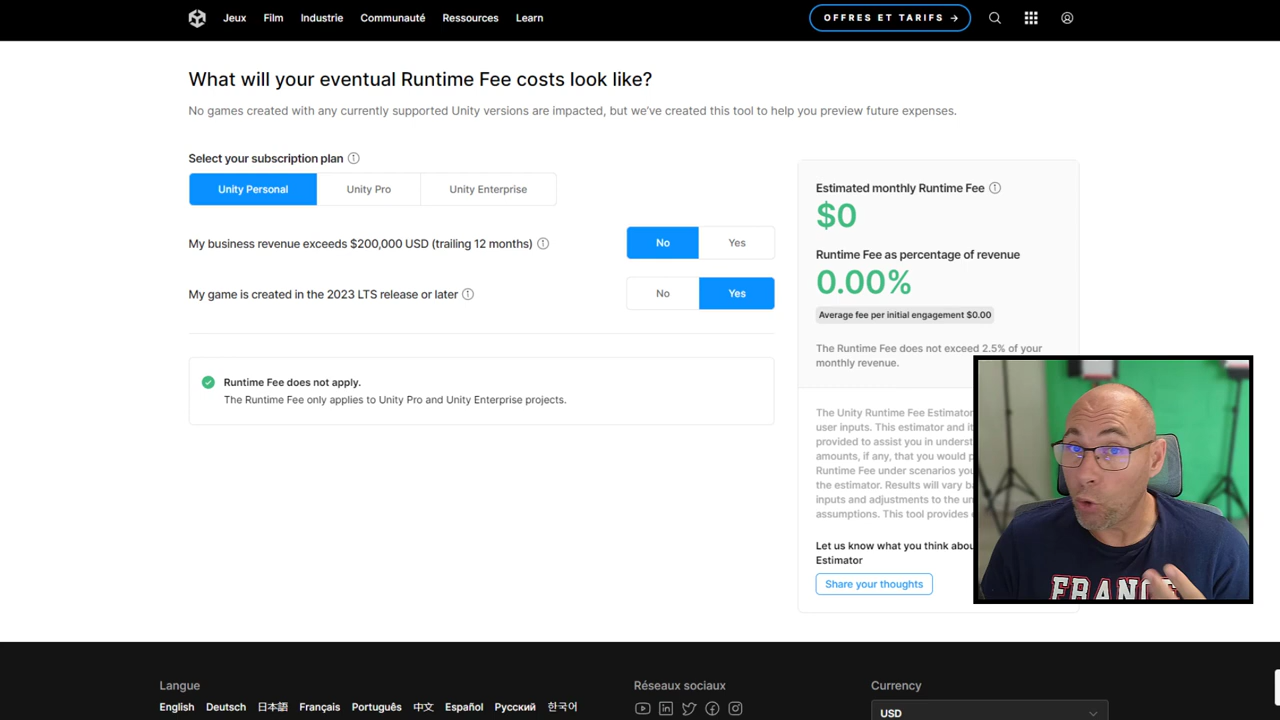 Jeux Film Industrie Communauté Ressources Learn OFFRES ET TARIFS →
What will your eventual Runtime Fee costs look like?
No games created with any currently supported Unity versions are impacted, but we've created this tool to help you preview future expenses.
Select your subscription plan
Unity Personal Unity Pro Unity Enterprise
My business revenue exceeds $200,000 USD (trailing 12 months) No Yes
My game is created in the 2023 LTS release or later No Yes
Runtime Fee does not apply.
The Runtime Fee only applies to Unity Pro and Unity Enterprise projects.
Estimated monthly Runtime Fee
$0
Runtime Fee as percentage of revenue
0.00%
Average fee per initial engagement $0.00
The Runtime Fee does not exceed 2.5% of your
monthly revenue.
The Unity Runtime Fee Estimator
user inputs. This estimator and
provided to assist you in
amounts, if any, that you would
Runtime Fee under scenarios
the estimator. Results will vary
inputs and adjustments to the
assumptions. This tool provides
Let us know what you think
Estimator
Share your thoughts
FRANCE
Langue
English Deutsch 日本語 Français Português 中文 Español Русский 한국어
Réseaux sociaux
Currency
USD